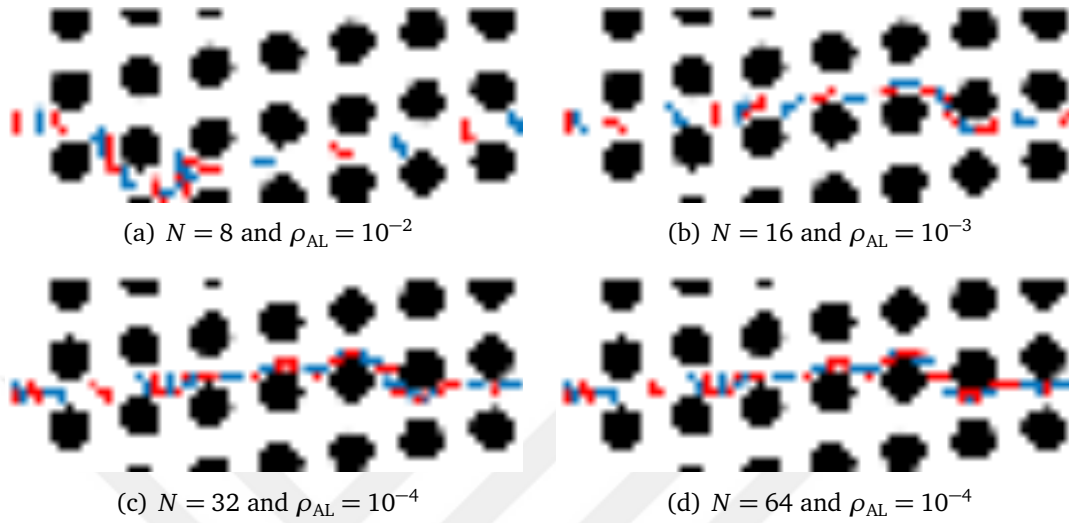 (a) N = 8 and ρ_AL = 10⁻²
(b) N = 16 and ρ_AL = 10⁻³
(c) N = 32 and ρ_AL = 10⁻⁴
(d) N = 64 and ρ_AL = 10⁻⁴